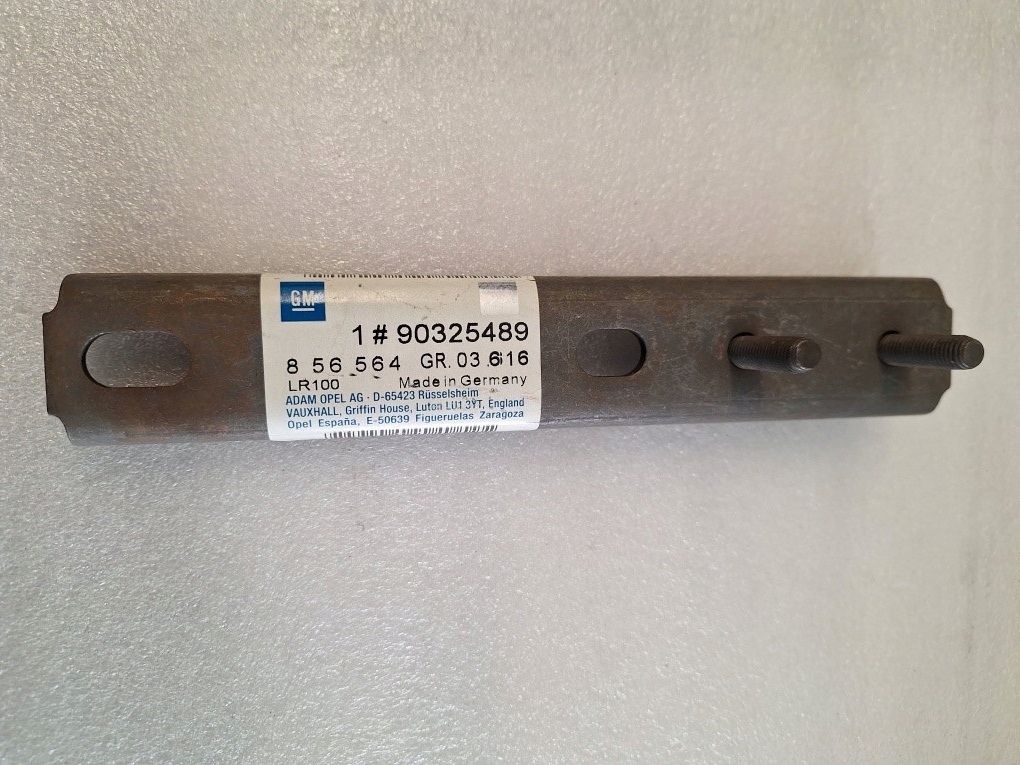 GM
1 # 90325489
8 56 564 GR. 03.616
LR100 Made in Germany
ADAM OPEL AG · D-65423 Rüsselsheim
VAUXHALL, Griffin House, Luton LU1 3YT, England
Opel España, E-50639 Figueruelas Zaragoza